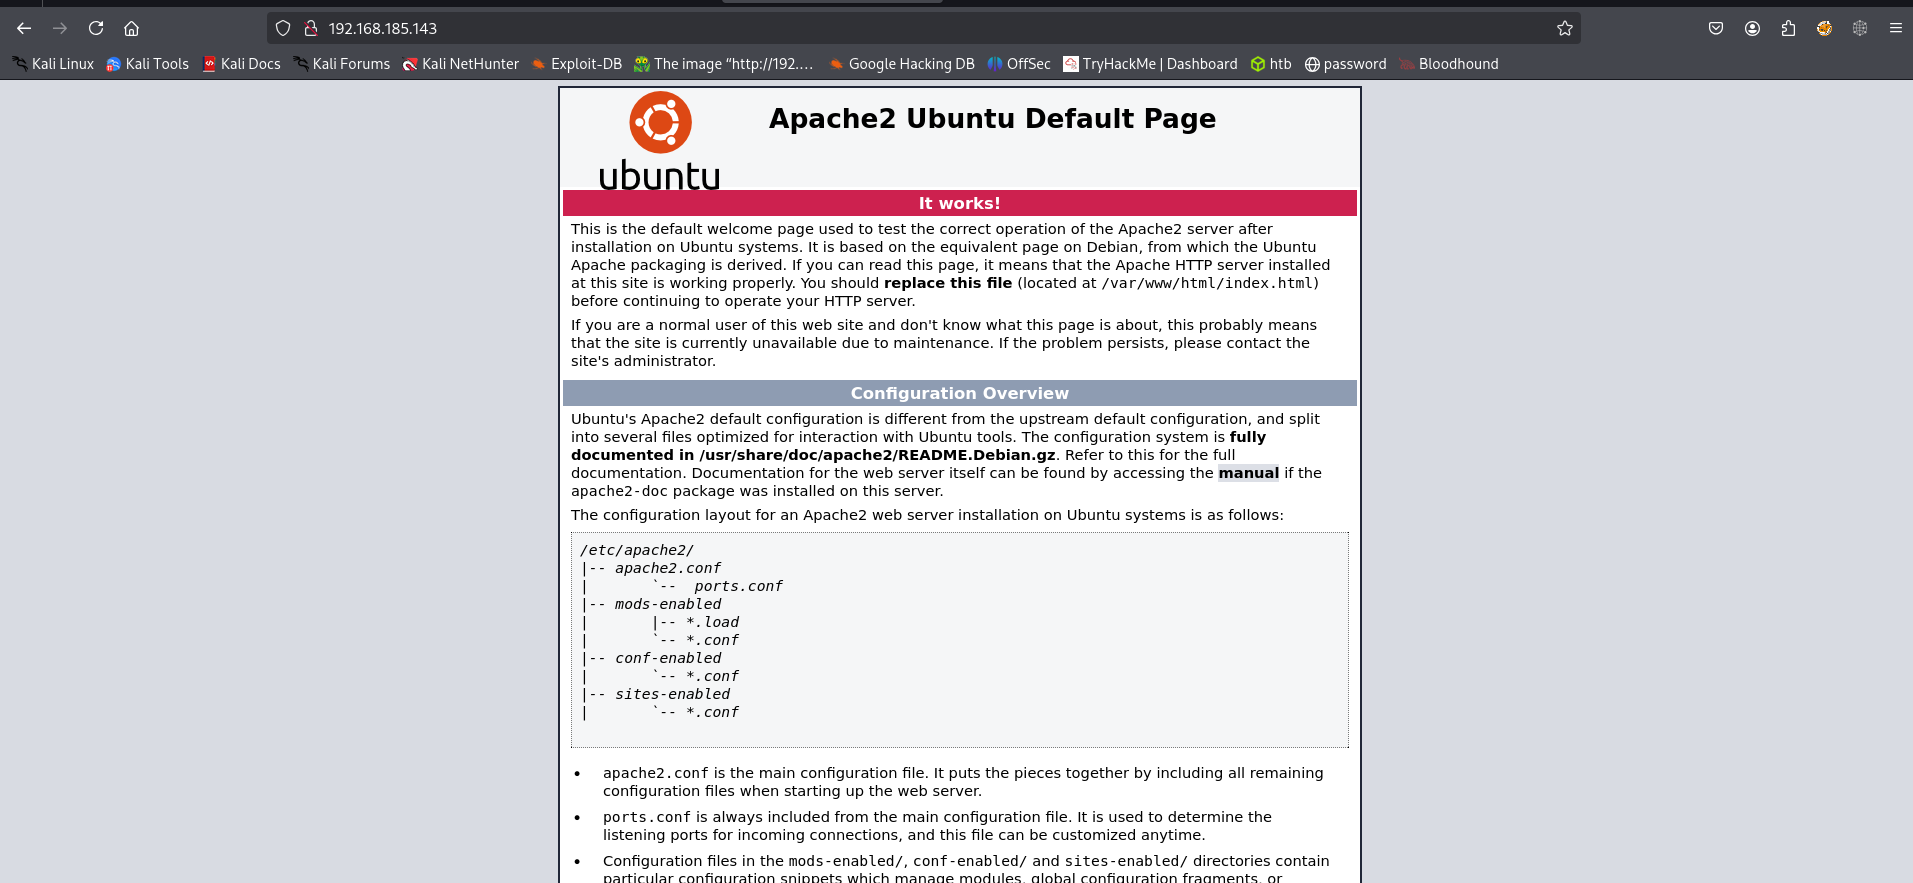 192.168.185.143
Kali Linux Kali Tools Kali Docs Kali Forums Kali NetHunter Exploit-DB The image “http://192.… Google Hacking DB OffSec TryHackMe | Dashboard htb password Bloodhound
ubuntu
Apache2 Ubuntu Default Page
It works!
This is the default welcome page used to test the correct operation of the Apache2 server after
installation on Ubuntu systems. It is based on the equivalent page on Debian, from which the Ubuntu
Apache packaging is derived. If you can read this page, it means that the Apache HTTP server installed
at this site is working properly. You should replace this file (located at /var/www/html/index.html)
before continuing to operate your HTTP server.
If you are a normal user of this web site and don't know what this page is about, this probably means
that the site is currently unavailable due to maintenance. If the problem persists, please contact the
site's administrator.
Configuration Overview
Ubuntu's Apache2 default configuration is different from the upstream default configuration, and split
into several files optimized for interaction with Ubuntu tools. The configuration system is fully
documented in /usr/share/doc/apache2/README.Debian.gz. Refer to this for the full
documentation. Documentation for the web server itself can be found by accessing the manual if the
apache2-doc package was installed on this server.
The configuration layout for an Apache2 web server installation on Ubuntu systems is as follows:
/etc/apache2/
|-- apache2.conf
|       `--  ports.conf
|-- mods-enabled
|       |-- *.load
|       `-- *.conf
|-- conf-enabled
|       `-- *.conf
|-- sites-enabled
|       `-- *.conf
• apache2.conf is the main configuration file. It puts the pieces together by including all remaining
configuration files when starting up the web server.
• ports.conf is always included from the main configuration file. It is used to determine the
listening ports for incoming connections, and this file can be customized anytime.
• Configuration files in the mods-enabled/, conf-enabled/ and sites-enabled/ directories contain
particular configuration snippets which manage modules, global configuration fragments, or